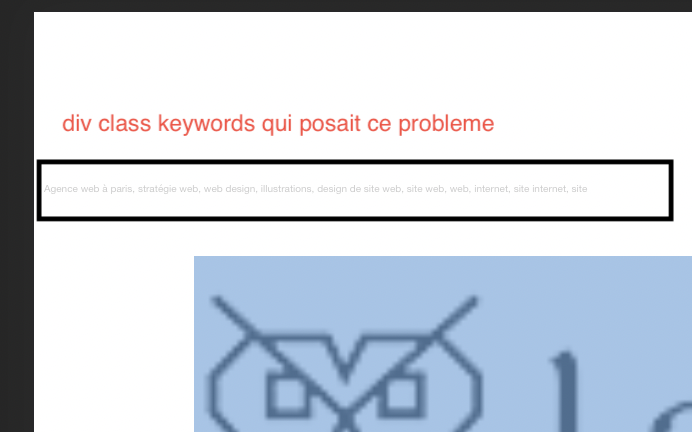 div class keywords qui posait ce probleme
Agence web à paris, stratégie web, web design, illustrations, design de site web, site web, web, internet, site internet, site